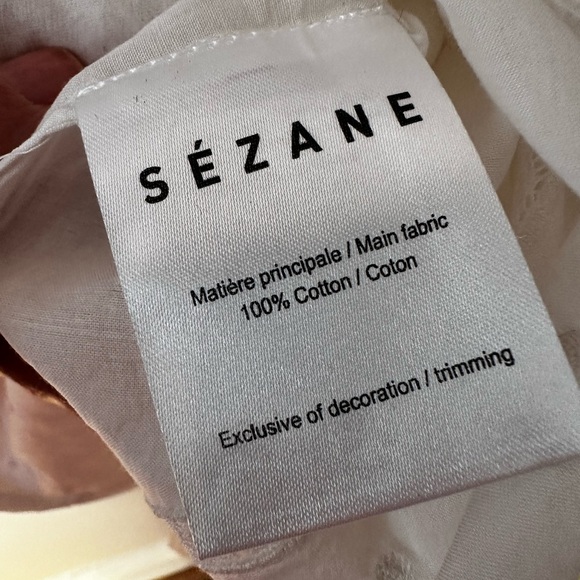 SÉZANE
Matière principale / Main fabric
100% Cotton / Coton
Exclusive of decoration / trimming